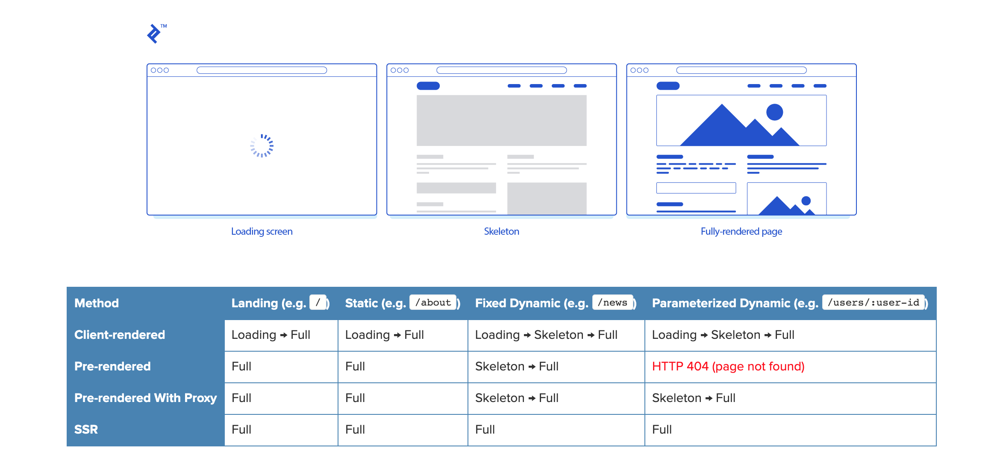 TM
Loading screen
Skeleton
Fully-rendered page
Method
Landing (e.g. /)
Static (e.g. /about)
Fixed Dynamic (e.g. /news)
Parameterized Dynamic (e.g. /users/:user-id)
Client-rendered
Loading → Full
Loading → Full
Loading → Skeleton → Full
Loading → Skeleton → Full
Pre-rendered
Full
Full
Skeleton → Full
HTTP 404 (page not found)
Pre-rendered With Proxy
Full
Full
Skeleton → Full
Skeleton → Full
SSR
Full
Full
Full
Full